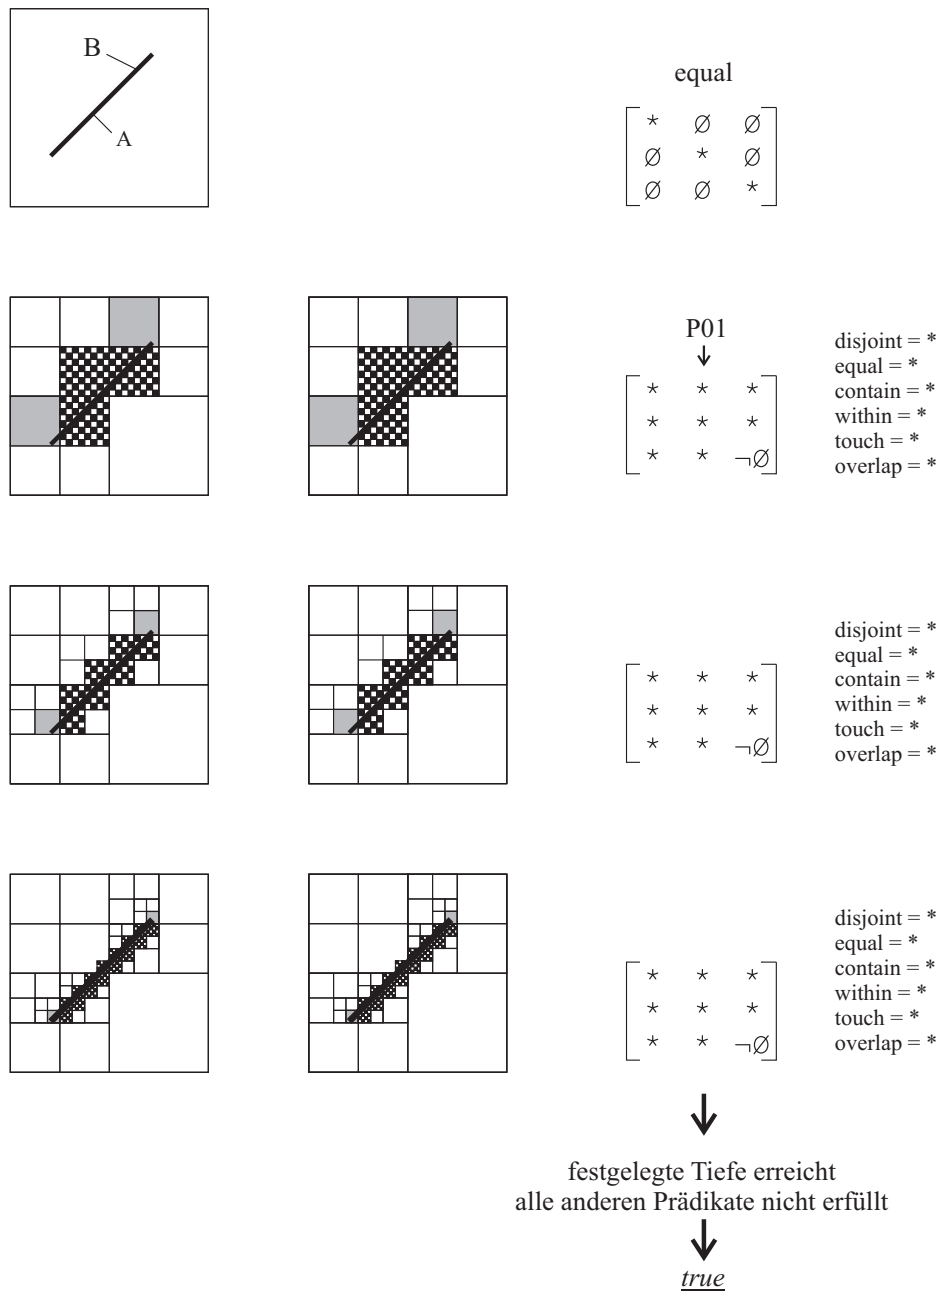 B
A
equal
* ∅ ∅
∅ * ∅
∅ ∅ *
P01
* * *
* * *
* * ¬∅
disjoint = *
equal = *
contain = *
within = *
touch = *
overlap = *
* * *
* * *
* * ¬∅
disjoint = *
equal = *
contain = *
within = *
touch = *
overlap = *
* * *
* * *
* * ¬∅
disjoint = *
equal = *
contain = *
within = *
touch = *
overlap = *
festgelegte Tiefe erreicht
alle anderen Prädikate nicht erfüllt
true